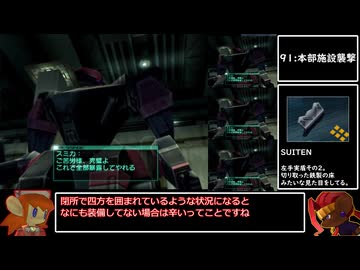 91:本部施設襲撃
スミカ:
ご苦労様、完璧よ
これで全部暴露してやれる
SUITEN
左手実盾その2。
切り取った鉄製の床
みたいな見た目をしてる。
閉所で四方を囲まれているような状況になると
なにも装備してない場合は辛いってことですね